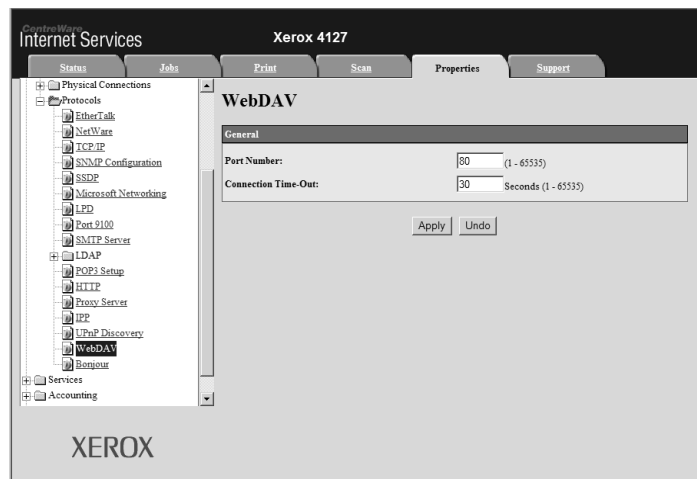 CentreWare
Internet Services
Xerox 4127
Status
Jobs
Print
Scan
Properties
Support
Physical Connections
Protocols
EtherTalk
NetWare
TCP/IP
SNMP Configuration
SSDP
Microsoft Networking
LPD
Port 9100
SMTP Server
LDAP
POP3 Setup
HTTP
Proxy Server
IPP
UPnP Discovery
WebDAV
Bonjour
Services
Accounting
WebDAV
General
Port Number: 80 (1 - 65535)
Connection Time-Out: 30 Seconds (1 - 65535)
Apply Undo
XEROX